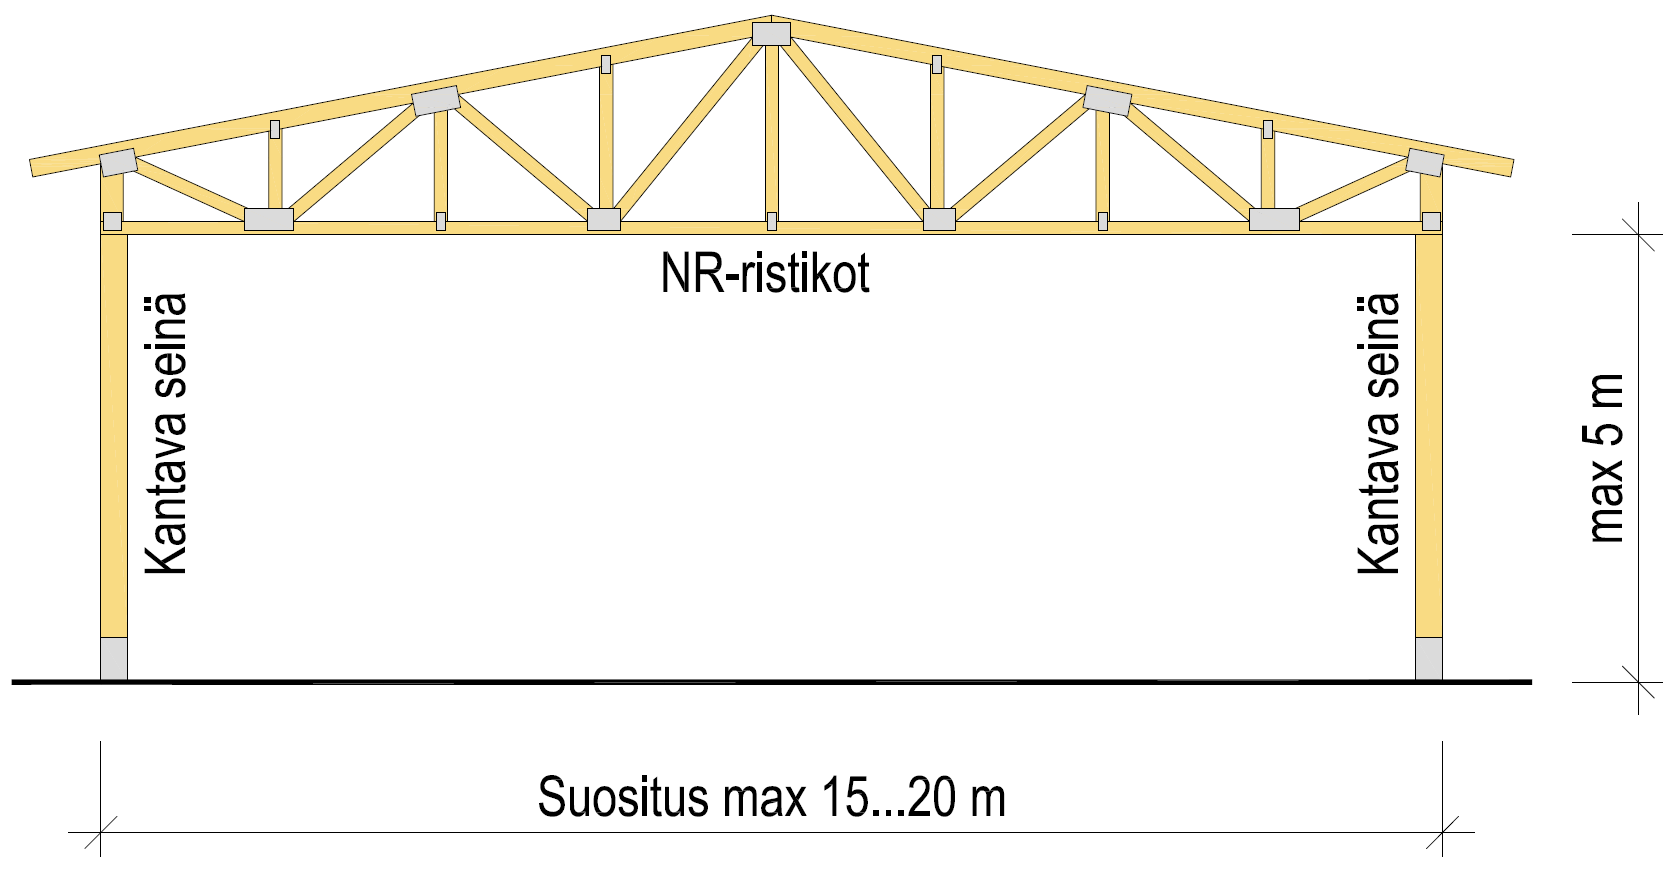 NR-ristikot
Kantava seinä
Kantava seinä
max 5 m
Suositus max 15...20 m